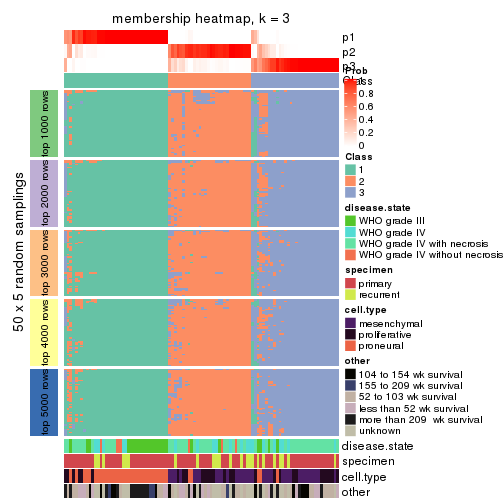 membership heatmap, k = 3
p1
p2
p3
Prob
Class
0.8
0.6
0.4
0.2
0
Class
1
2
3
disease.state
WHO grade III
WHO grade IV
WHO grade IV with necrosis
WHO grade IV without necrosis
specimen
primary
recurrent
cell.type
mesenchymal
proliferative
proneural
other
104 to 154 wk survival
155 to 209 wk survival
52 to 103 wk survival
less than 52 wk survival
more than 209  wk survival
unknown
50 x 5 random samplings
top 1000 rows
top 2000 rows
top 3000 rows
top 4000 rows
top 5000 rows
disease.state
specimen
cell.type
other